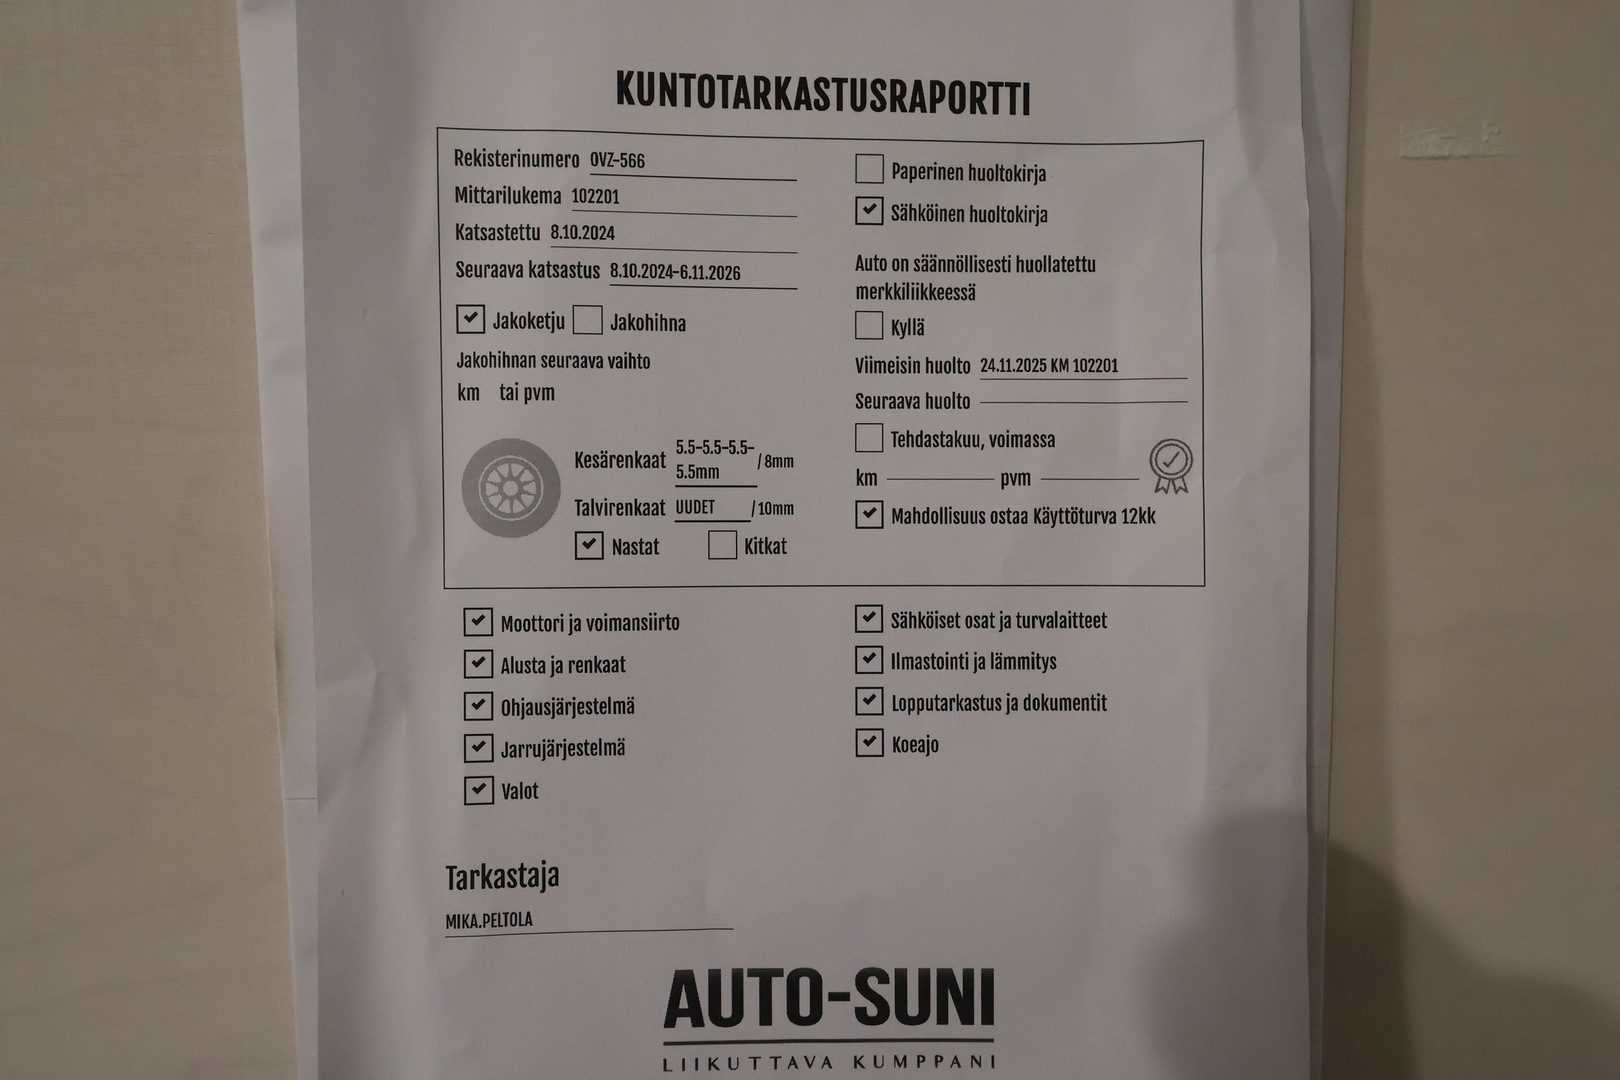 KUNTOTARKASTUSRAPORTTI
Rekisterinumero OVZ-566
Mittarilukema 102201
Katsastettu 8.10.2024
Seuraava katsastus 8.10.2024-6.11.2026
Jakoketju Jakohihna
Jakohihnan seuraava vaihto
km tai pvm
Kesärenkaat 5.5-5.5-5.5-
5.5mm /8mm
Talvirenkaat UUDET /10mm
Nastat Kitkat
Paperinen huoltokirja
Sähköinen huoltokirja
Auto on säännöllisesti huollatettu
merkkiliikkeessä
Kyllä
Viimeisin huolto 24.11.2025 KM 102201
Seuraava huolto
Tehdastakuu, voimassa
km pvm
Mahdollisuus ostaa Käyttöturva 12kk
Moottori ja voimansiirto
Alusta ja renkaat
Ohjausjärjestelmä
Jarrujärjestelmä
Valot
Sähköiset osat ja turvalaitteet
Ilmastointi ja lämmitys
Lopputarkastus ja dokumentit
Koeajo
Tarkastaja
MIKA.PELTOLA
AUTO-SUNI
LIIKUTTAVA KUMPPANI